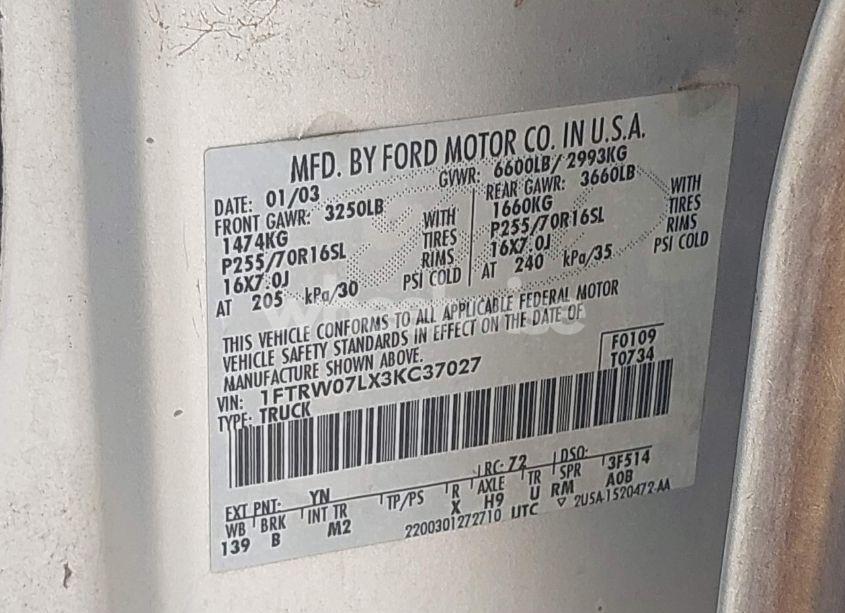 MFD. BY FORD MOTOR CO. IN U.S.A.
DATE: 01/03 GVWR: 6600LB/ 2993KG
FRONT GAWR: 3250LB REAR GAWR: 3660LB
1474KG WITH 1660KG WITH
P255/70R16SL TIRES P255/70R16SL TIRES
16X7.0J RIMS 16X7.0J RIMS
AT 205 kPa/30 PSI COLD AT 240 kPa/35 PSI COLD
THIS VEHICLE CONFORMS TO ALL APPLICABLE FEDERAL MOTOR
VEHICLE SAFETY STANDARDS IN EFFECT ON THE DATE OF
MANUFACTURE SHOWN ABOVE.
VIN: 1FTRW07LX3KC37027 F0109
TYPE: TRUCK T0734
EXT PNT: YN RC: 72 DSO:
WB BRK INT TR TP/PS R AXLE TR SPR 3F514
139 B M2 X H9 U RM A0B
2200301272710 UTC ▽ 2U5A-1520472-AA